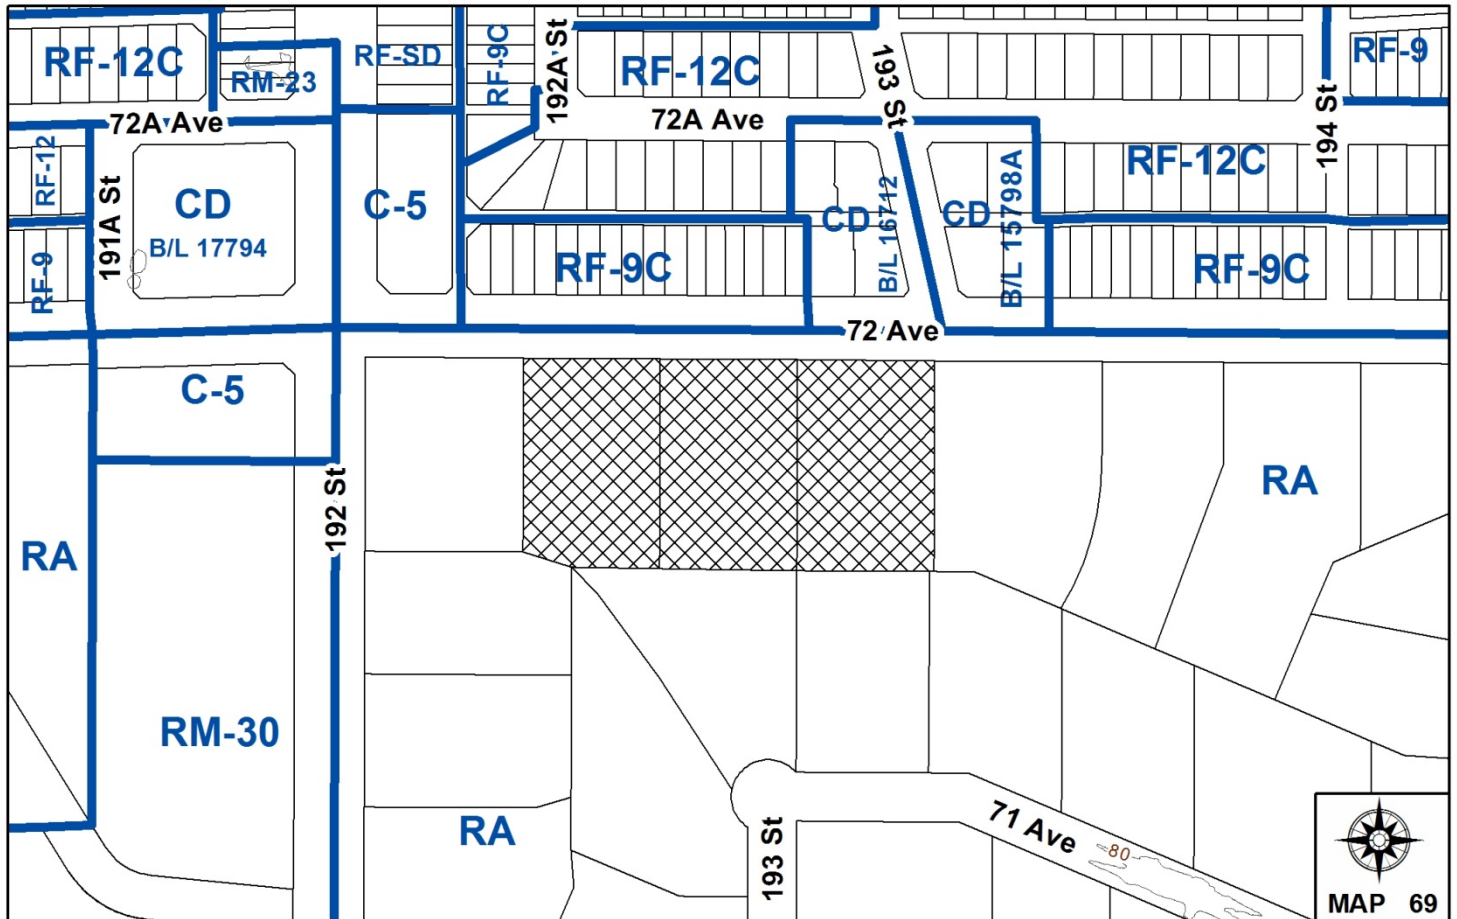 RF-12C
RM-23
RF-SD
RF-9C
192A St
RF-12C
193 St
RF-9
72A Ave
72A Ave
194 St
RF-12
191A St
CD
B/L 17794
C-5
CD
B/L 16712
CD
B/L 15798A
RF-12C
RF-9
RF-9C
RF-9C
72 Ave
C-5
192 St
RA
RA
RM-30
RA
193 St
71 Ave
80
MAP 69